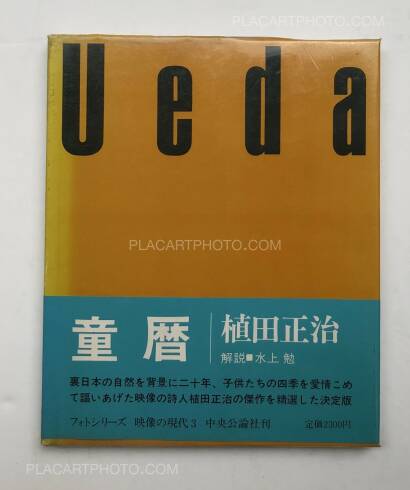 PLACARTPHOTO.COM
Ueda
PLACARTPHOTO.COM
童暦
植田正治
解説■水上 勉
裏日本の自然を背景に二十年、子供たちの四季を愛情こめ
て謳いあげた映像の詩人植田正治の傑作を精選した決定版
フォトシリーズ 映像の現代3 中央公論社刊 定価2300円
PLACARTPHOTO.COM